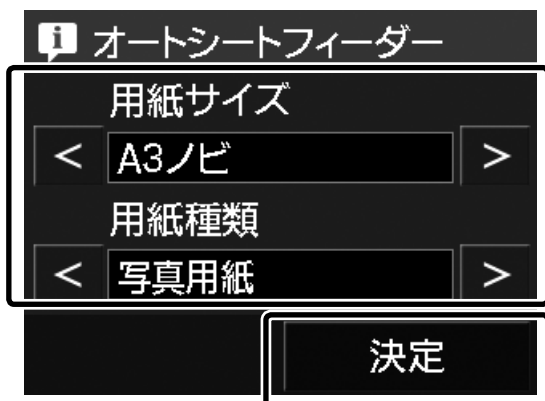 オートシートフィーダー
用紙サイズ
< A3ノビ >
用紙種類
< 写真用紙 >
決定